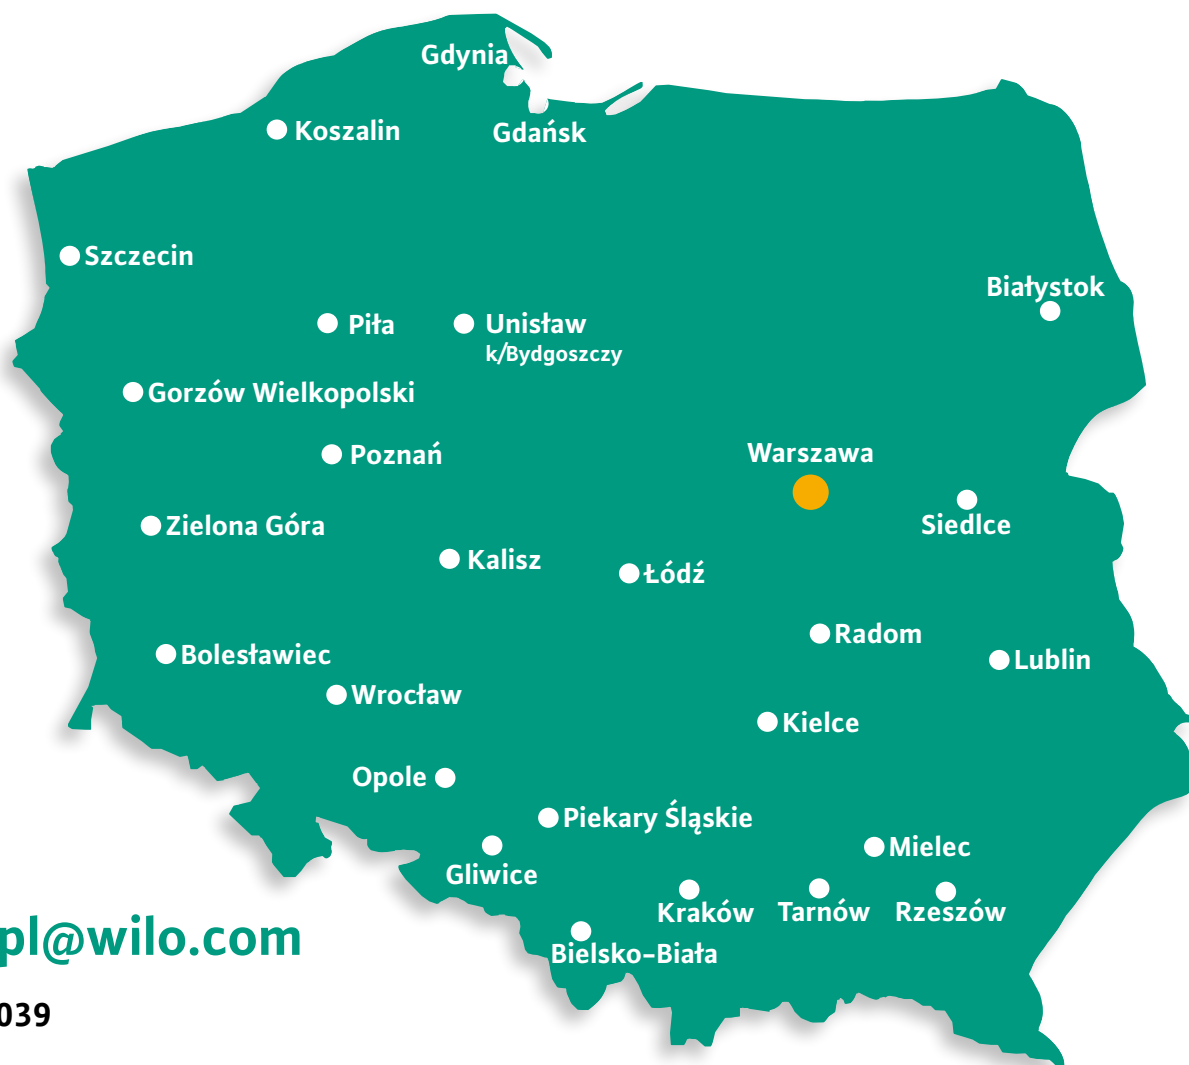 Gdynia
Koszalin
Gdańsk
Szczecin
Białystok
Piła
Unisław
k/Bydgoszczy
Gorzów Wielkopolski
Poznań
Warszawa
Siedlce
Zielona Góra
Kalisz
Łódź
Radom
Bolesławiec
Lublin
Wrocław
Kielce
Opole
Piekary Śląskie
Mielec
Gliwice
Kraków
Tarnów
Rzeszów
pl@wilo.com
Bielsko-Biała
039